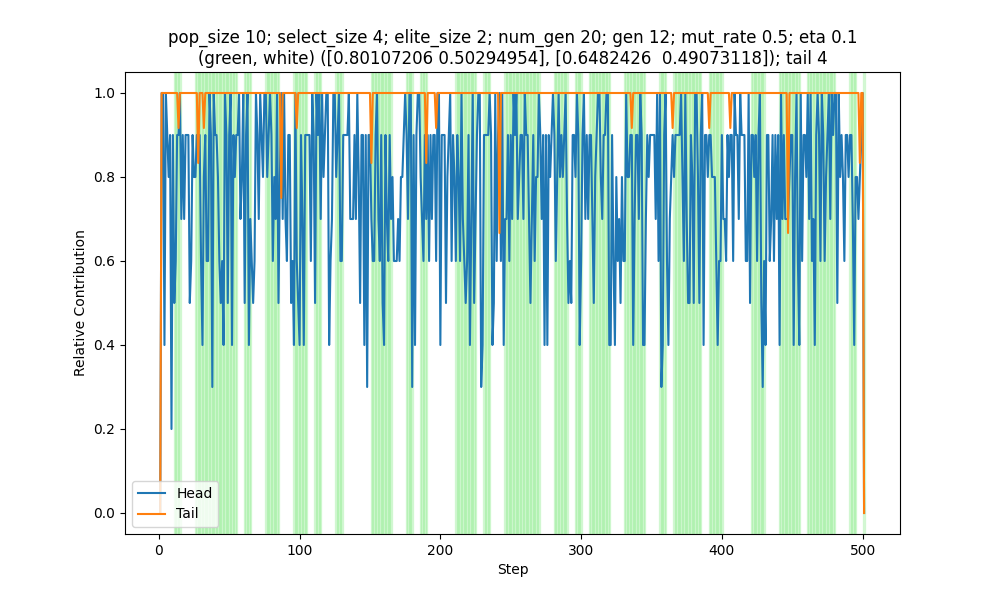 pop_size 10; select_size 4; elite_size 2; num_gen 20; gen 12; mut_rate 0.5; eta 0.1
(green, white) ([0.80107206 0.50294954], [0.6482426  0.49073118]); tail 4
1.0
0.8
0.6
0.4
0.2
0.0
Relative Contribution
Head
Tail
0
100
200
300
400
500
Step